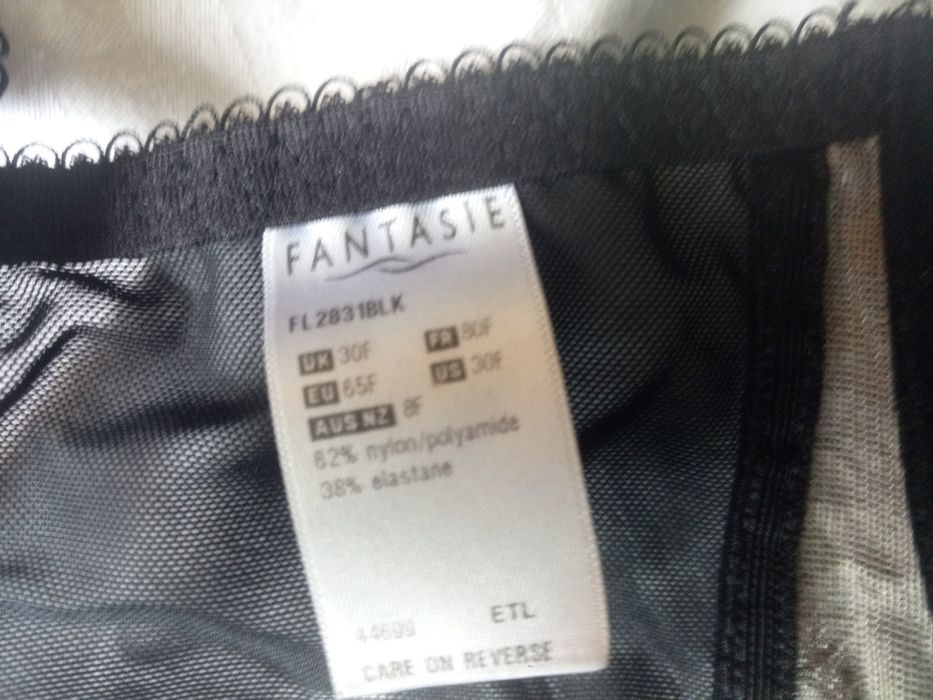 FANTASIE
FL2831BLK
UK 30F FR 80F
EU 65F US 30F
AUS NZ 8F
62% nylon/polyamide
38% elastane
44699 ETL
CARE ON REVERSE